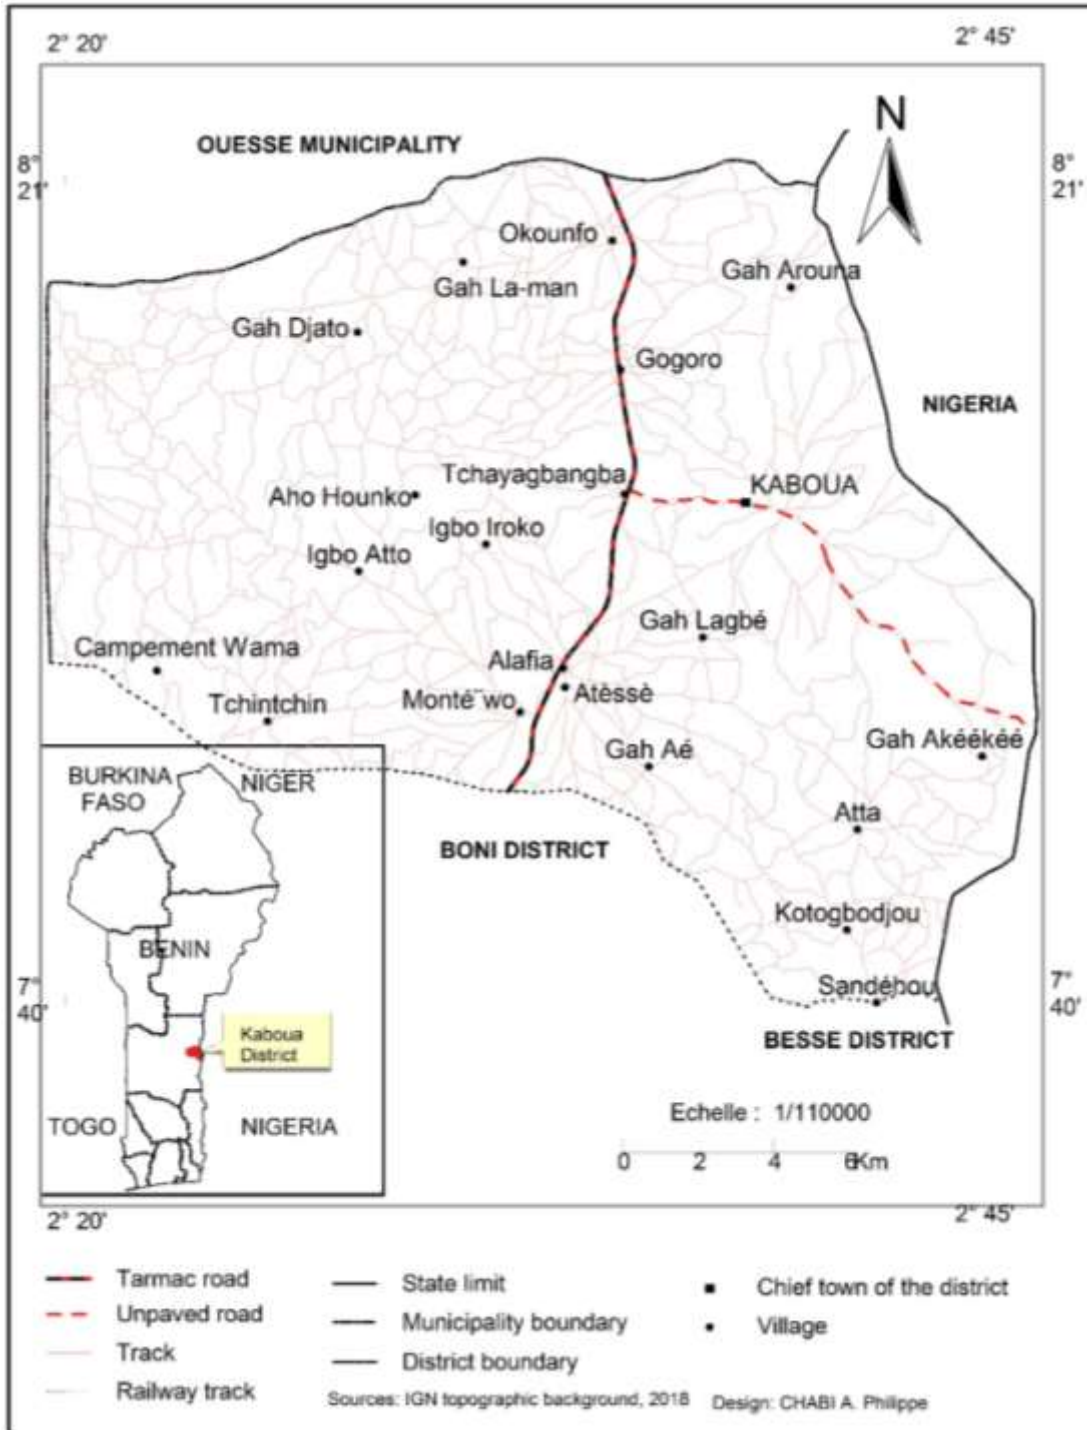 2° 20'
2° 45'
N
OUESSE MUNICIPALITY
8°
21'
8°
21'
Okounfo
Gah La-man
Gah Arouna
Gah Djato
Gogoro
NIGERIA
Tchayagbangba
KABOUA
Aho Hounko
Igbo Iroko
Igbo Atto
Gah Lagbé
Campement Wama
Alafia
Atèssè
Tchintchin
Monté¨wo
Gah Aé
Gah Akéékéé
Atta
BONI DISTRICT
Kotogbodjou
Sandéhou
BESSE DISTRICT
7°
40'
7°
40'
BURKINA
FASO
NIGER
BENIN
Kaboua
District
TOGO
NIGERIA
Echelle : 1/110000
0 2 4 6Km
2° 20'
2° 45'
Tarmac road
Unpaved road
Track
Railway track
State limit
Municipality boundary
District boundary
Chief town of the district
Village
Sources: IGN topographic background, 2018
Design: CHABI A. Philippe